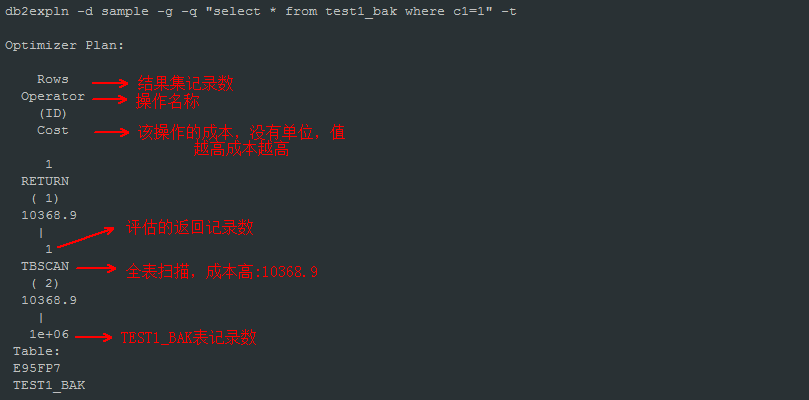 db2expln -d sample -g -q "select * from test1_bak where c1=1" -t
Optimizer Plan:
Rows 结果集记录数
Operator 操作名称
(ID)
Cost 该操作的成本，没有单位，值
越高成本越高
1
RETURN
( 1)
10368.9
| 评估的返回记录数
1
TBSCAN 全表扫描，成本高:10368.9
( 2)
10368.9
|
1e+06 TEST1_BAK表记录数
Table:
E95FP7
TEST1_BAK